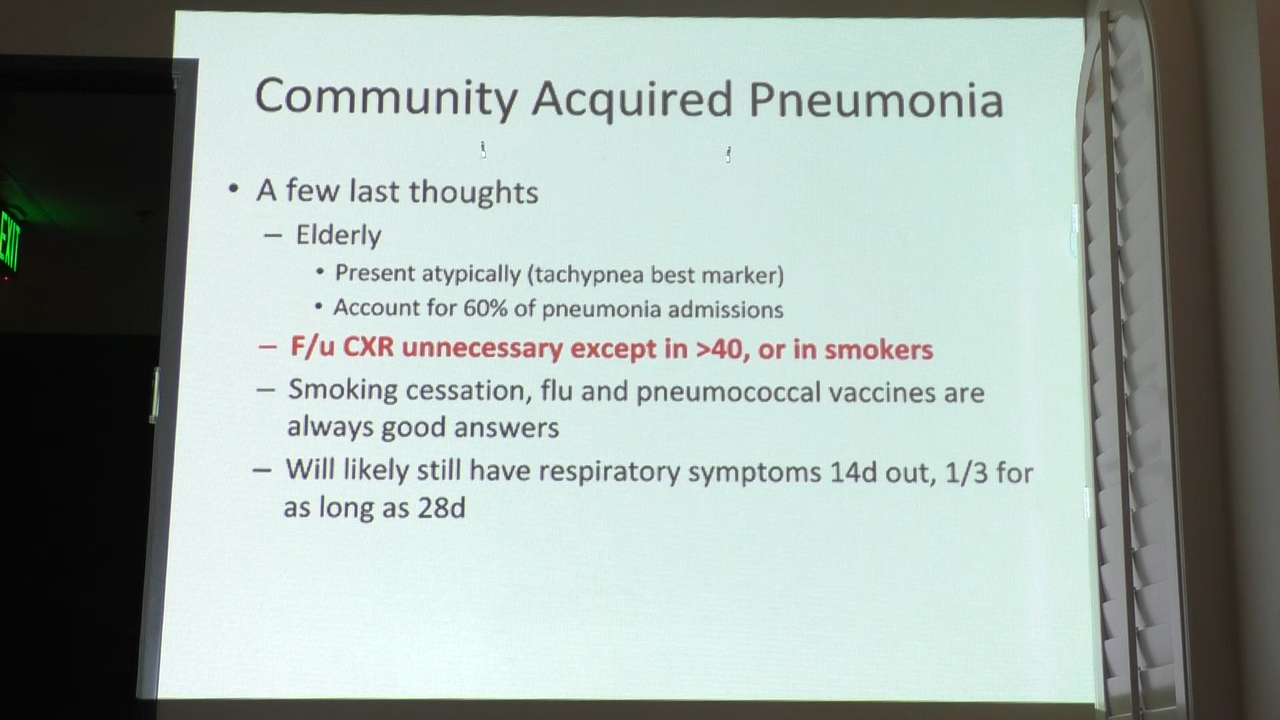 Community Acquired Pneumonia
• A few last thoughts
– Elderly
• Present atypically (tachypnea best marker)
• Account for 60% of pneumonia admissions
– F/u CXR unnecessary except in >40, or in smokers
– Smoking cessation, flu and pneumococcal vaccines are
always good answers
– Will likely still have respiratory symptoms 14d out, 1/3 for
as long as 28d
EXIT